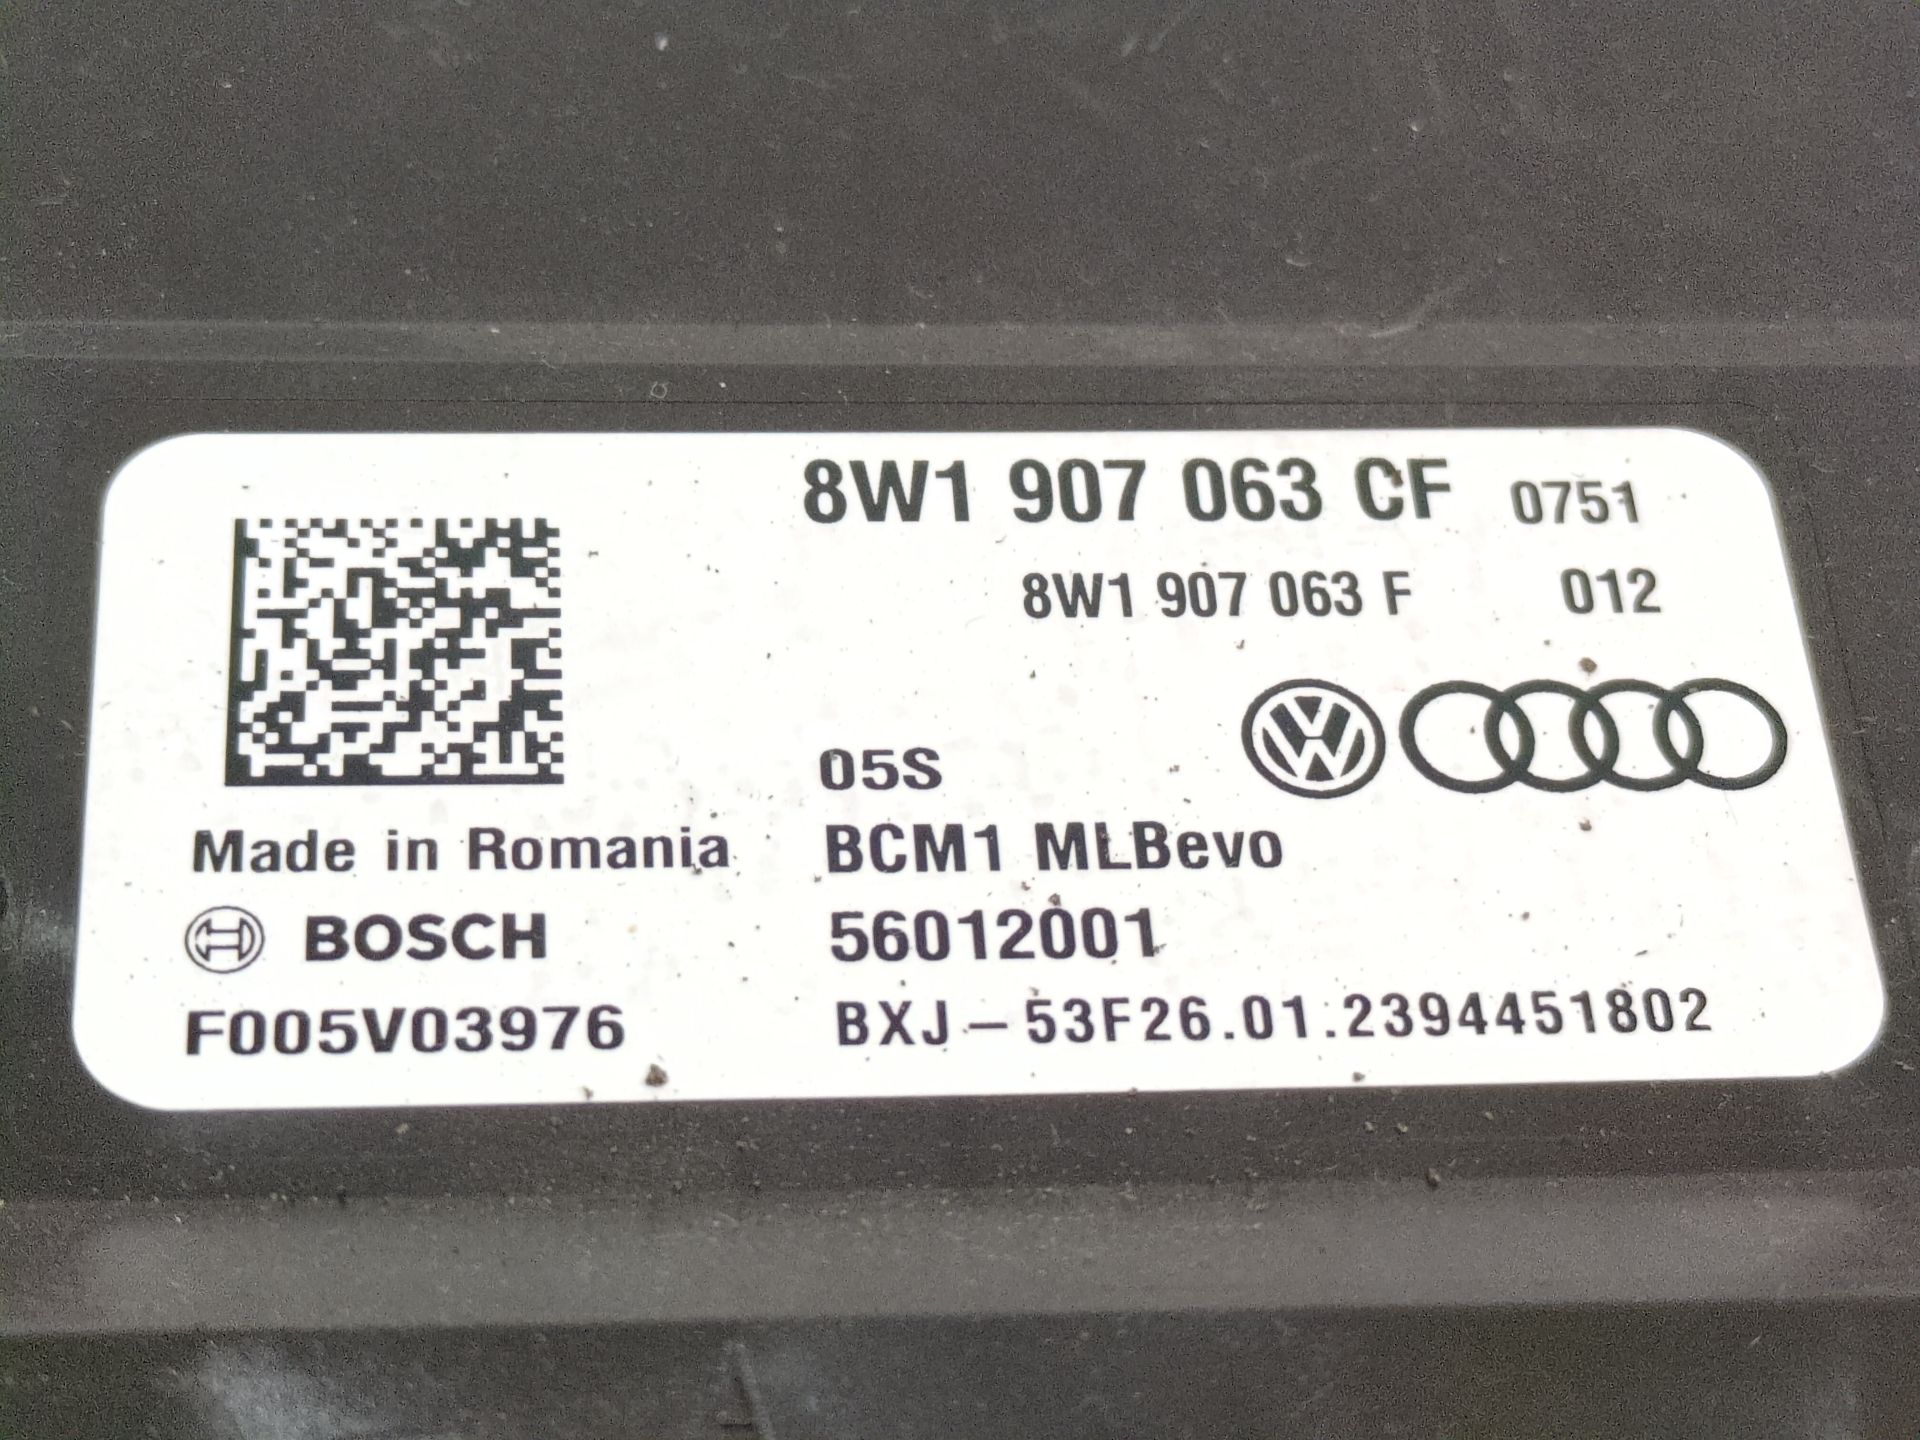 8W1 907 063 CF 0751
8W1 907 063 F 012
05S
Made in Romania BCM1 MLBevo
BOSCH 56012001
F005V03976 BXJ-53F26.01.2394451802